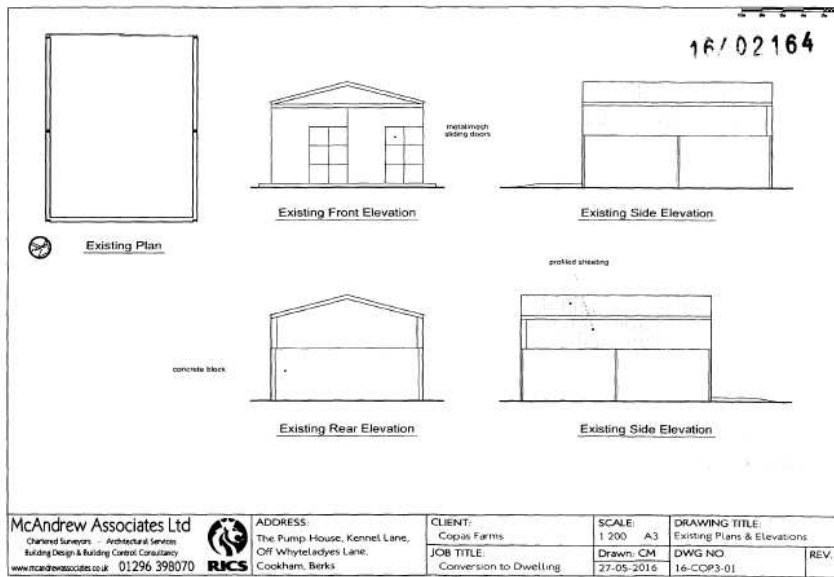 16/02164
metal/mesh
sliding doors
Existing Front Elevation
Existing Side Elevation
Existing Plan
profiled sheeting
concrete block
Existing Rear Elevation
Existing Side Elevation
McAndrew Associates Ltd
Chartered Surveyors - Architectural Services
Building Design & Building Control Consultancy
www.mcandrewassociates.co.uk 01296 398070
RICS
ADDRESS:
The Pump House, Kennel Lane,
Off Whyteladyes Lane,
Cookham, Berks
CLIENT:
Copas Farms
JOB TITLE:
Conversion to Dwelling
SCALE:
1 200 A3
Drawn: CM
27-05-2016
DRAWING TITLE:
Existing Plans & Elevations
DWG NO.
16-COP3-01
REV.